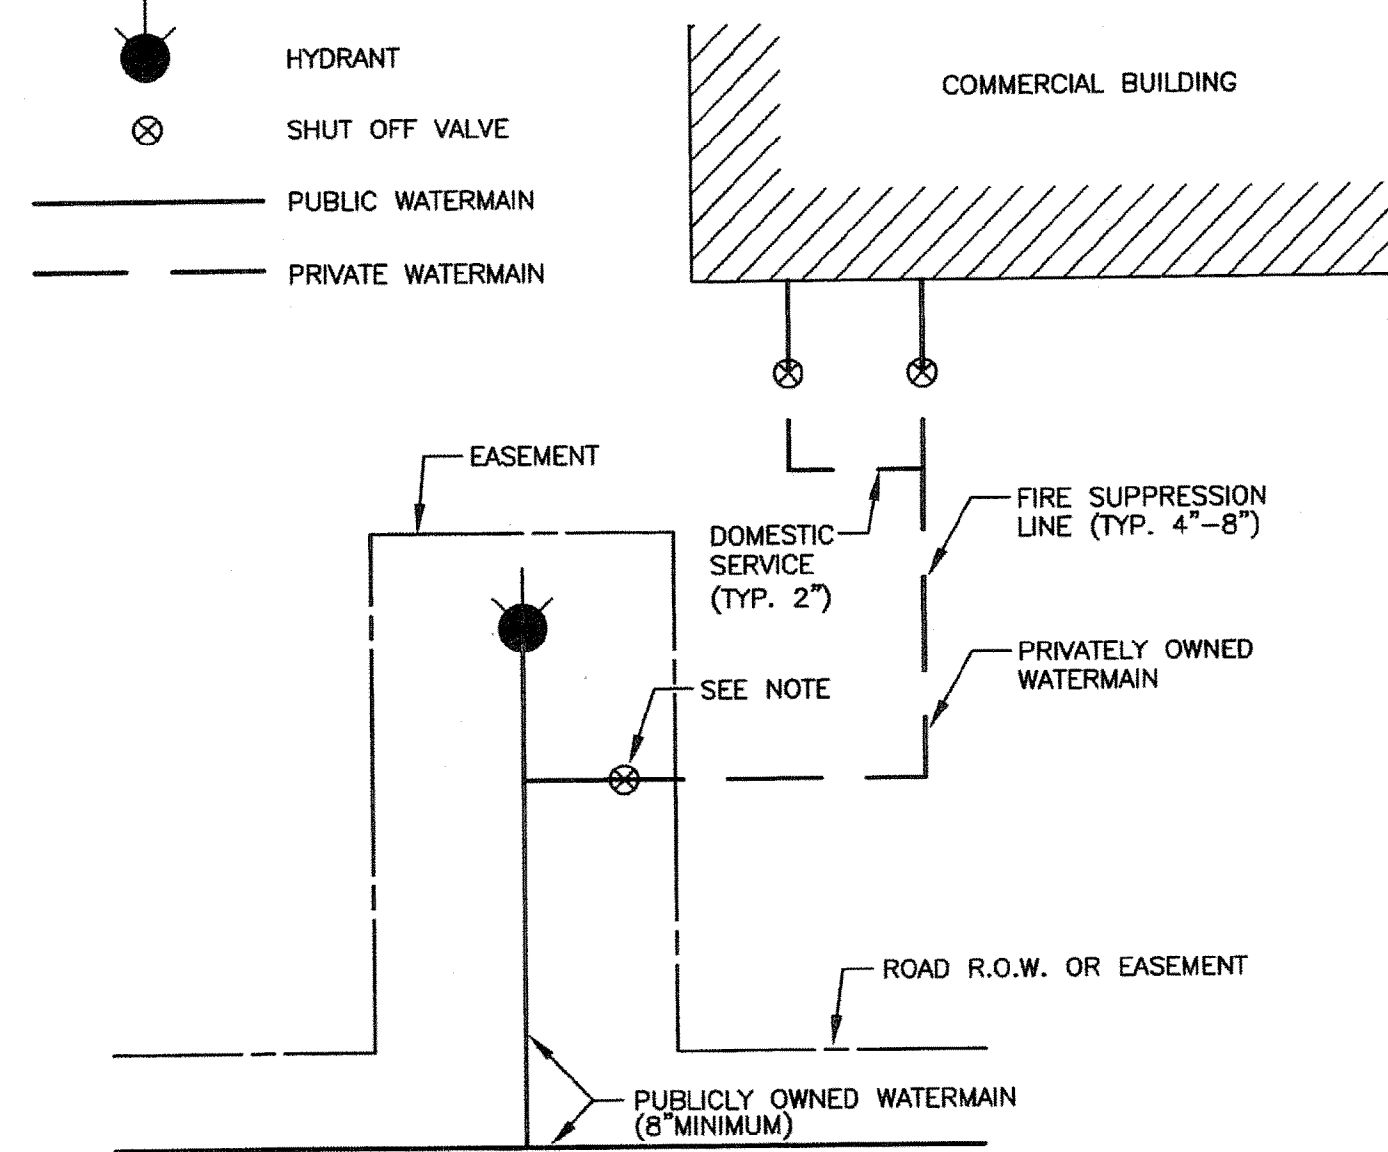 HYDRANT
SHUT OFF VALVE
PUBLIC WATERMAIN
PRIVATE WATERMAIN
COMMERCIAL BUILDING
EASEMENT
DOMESTIC
SERVICE
(TYP. 2")
FIRE SUPPRESSION
LINE (TYP. 4"-8")
PRIVATELY OWNED
WATERMAIN
SEE NOTE
ROAD R.O.W. OR EASEMENT
PUBLICLY OWNED WATERMAIN
(8"MINIMUM)